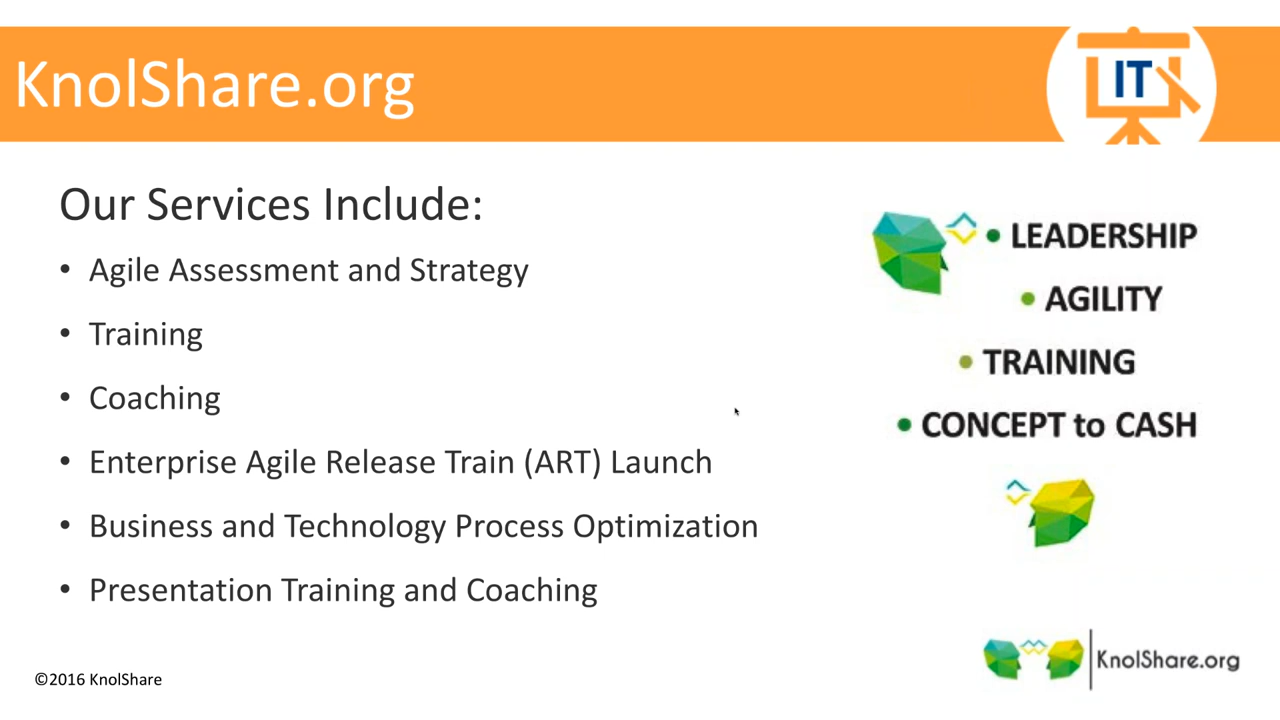 KnolShare.org
IT
Our Services Include:
• Agile Assessment and Strategy
• Training
• Coaching
• Enterprise Agile Release Train (ART) Launch
• Business and Technology Process Optimization
• Presentation Training and Coaching
• LEADERSHIP
• AGILITY
• TRAINING
• CONCEPT to CASH
©2016 KnolShare
KnolShare.org